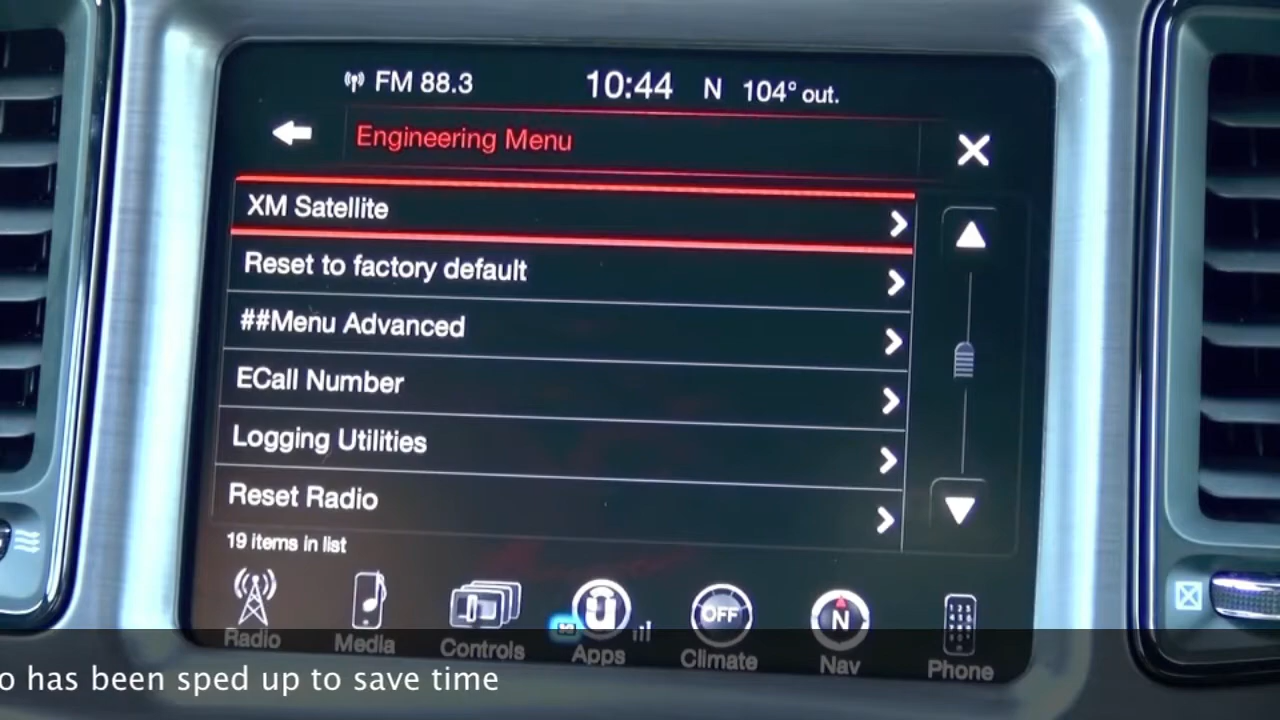 FM 88.3 10:44 N 104° out.
Engineering Menu
XM Satellite
Reset to factory default
##Menu Advanced
ECall Number
Logging Utilities
Reset Radio
19 items in list
OFF N
Radio Media Controls Apps Climate Nav Phone
o has been sped up to save time